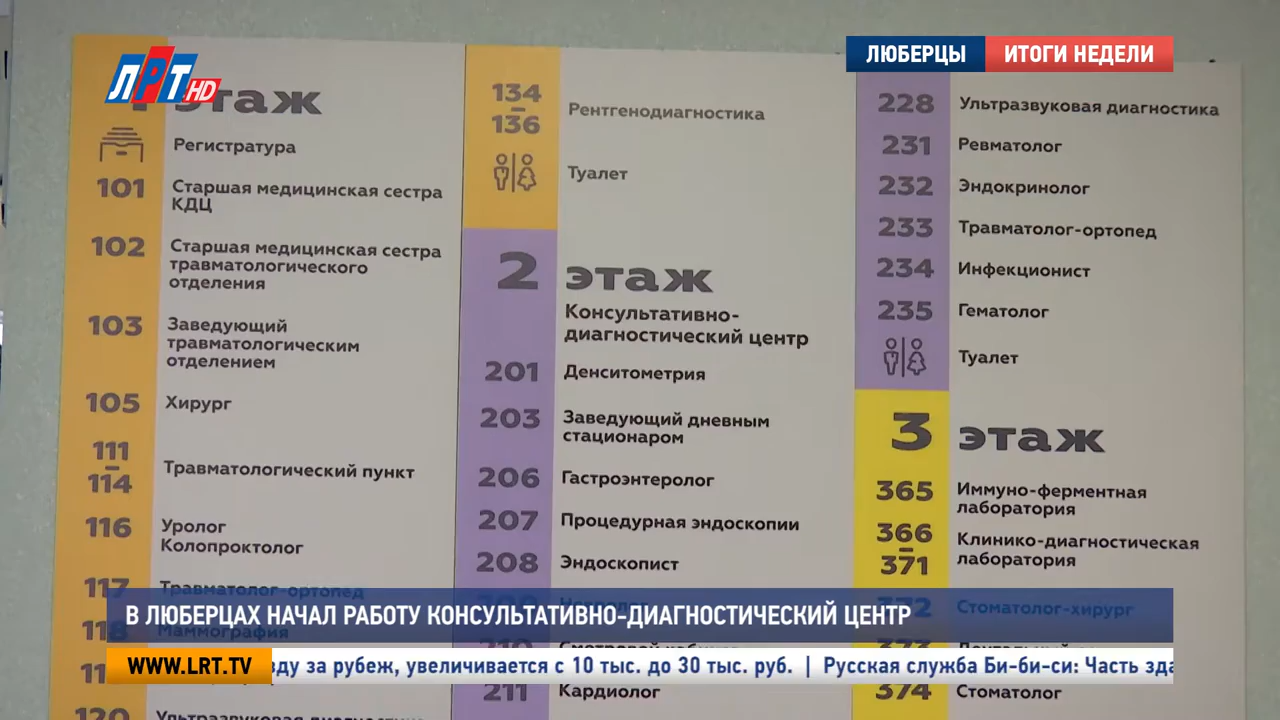 ЛРТ HD
ЛЮБЕРЦЫ
ИТОГИ НЕДЕЛИ
этаж
Регистратура
101 Старшая медицинская сестра
КДЦ
102 Старшая медицинская сестра
травматологического
отделения
103 Заведующий
травматологическим
отделением
105 Хирург
111
–
114 Травматологический пункт
116 Уролог
Колопроктолог
117 Травматолог-ортопед
118 Маммография
120 Ультразвуковая диагностика
134
–
136 Рентгенодиагностика
Туалет
2 этаж
Консультативно-
диагностический центр
201 Денситометрия
203 Заведующий дневным
стационаром
206 Гастроэнтеролог
207 Процедурная эндоскопии
208 Эндоскопист
209
210
211 Кардиолог
228 Ультразвуковая диагностика
231 Ревматолог
232 Эндокринолог
233 Травматолог-ортопед
234 Инфекционист
235 Гематолог
Туалет
3 этаж
365 Иммуно-ферментная
лаборатория
366
–
371 Клинико-диагностическая
лаборатория
372 Стоматолог-хирург
373
374 Стоматолог
В ЛЮБЕРЦАХ НАЧАЛ РАБОТУ КОНСУЛЬТАТИВНО-ДИАГНОСТИЧЕСКИЙ ЦЕНТР
WWW.LRT.TV
зду за рубеж, увеличивается с 10 тыс. до 30 тыс. руб. | Русская служба Би-би-си: Часть зда